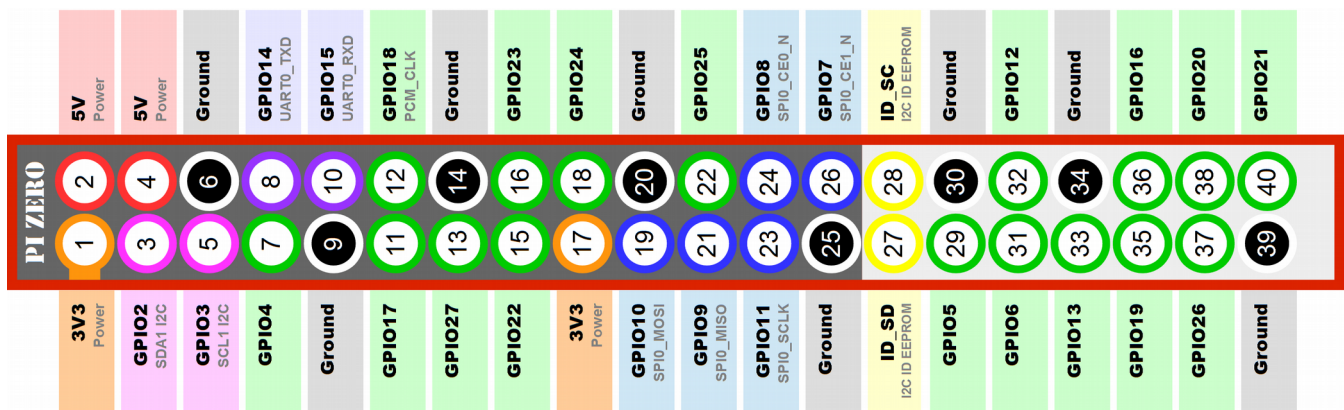 5V
Power
5V
Power
Ground
GPIO14
UART0_TXD
GPIO15
UART0_RXD
GPIO18
PCM_CLK
Ground
GPIO23
GPIO24
Ground
GPIO25
GPIO8
SPI0_CE0_N
GPIO7
SPI0_CE1_N
ID_SC
I2C ID EEPROM
Ground
GPIO12
Ground
GPIO16
GPIO20
GPIO21
PI ZERO
2 4 6 8 10 12 14 16 18 20 22 24 26 28 30 32 34 36 38 40
1 3 5 7 9 11 13 15 17 19 21 23 25 27 29 31 33 35 37 39
3V3
Power
GPIO2
SDA1 I2C
GPIO3
SCL1 I2C
GPIO4
Ground
GPIO17
GPIO27
GPIO22
3V3
Power
GPIO10
SPI0_MOSI
GPIO9
SPI0_MISO
GPIO11
SPI0_SCLK
Ground
ID_SD
I2C ID EEPROM
GPIO5
GPIO6
GPIO13
GPIO19
GPIO26
Ground